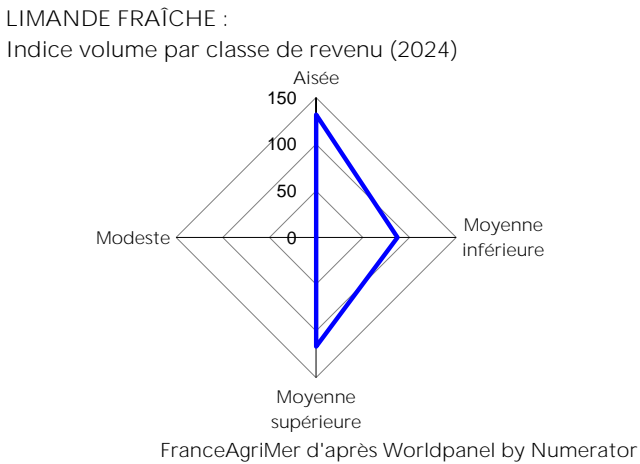 LIMANDE FRAÎCHE :
Indice volume par classe de revenu (2024)
Aisée
150
100
50
0
Modeste
Moyenne
inférieure
Moyenne
supérieure
FranceAgriMer d'après Worldpanel by Numerator